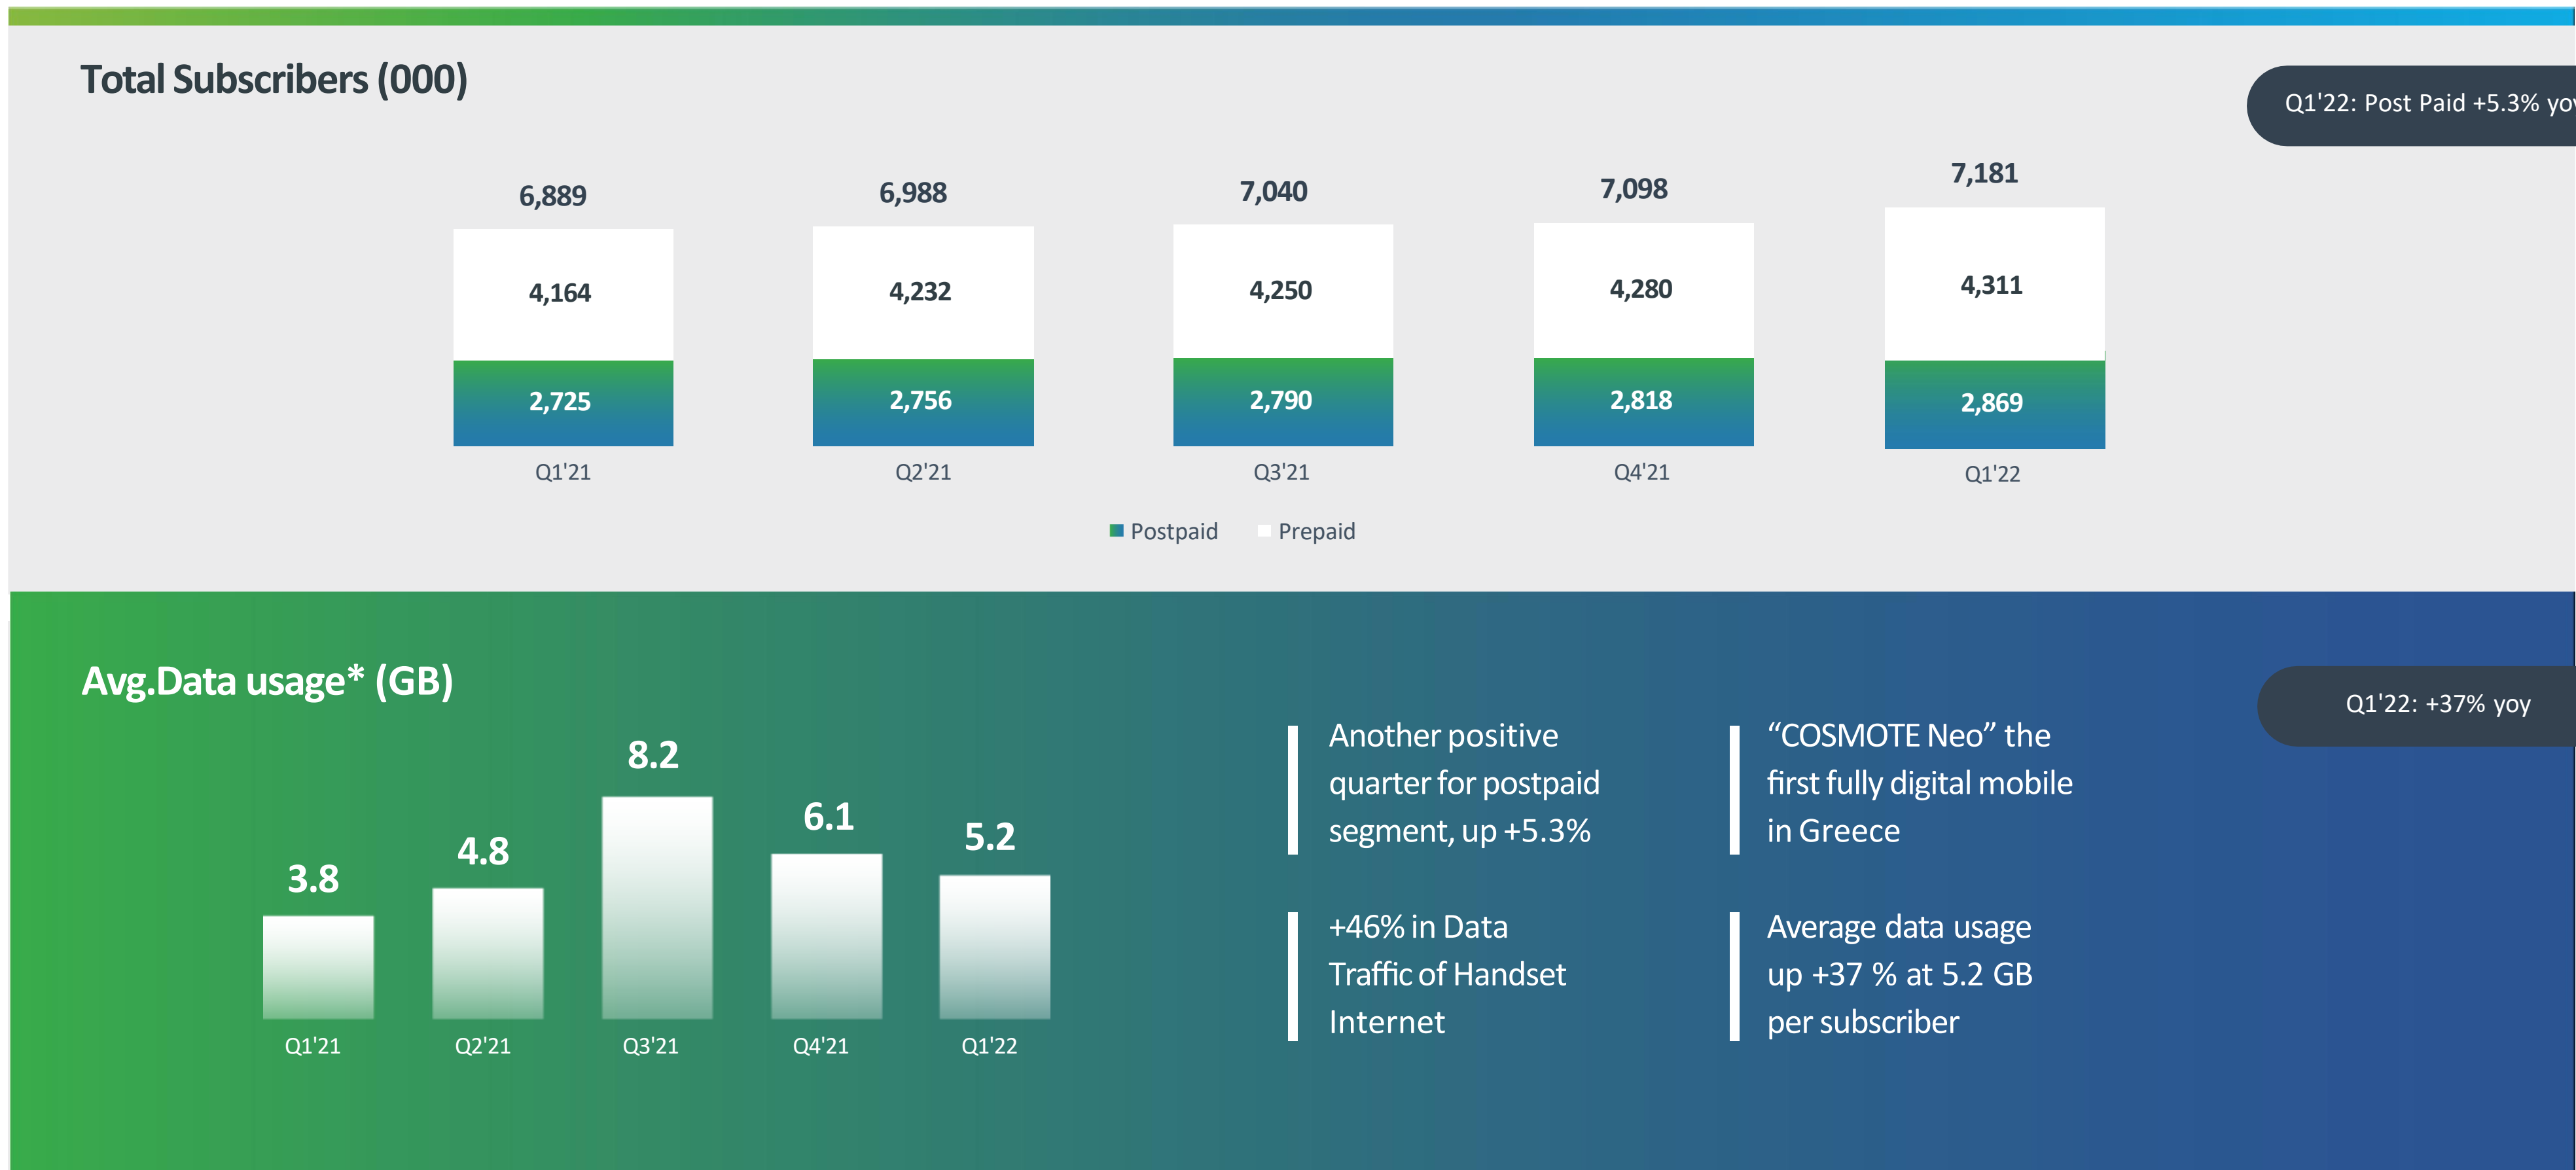 Total Subscribers (000)
Q1'22: Post Paid +5.3% yoy
6,889
6,988
7,040
7,098
7,181
4,164
4,232
4,250
4,280
4,311
2,725
2,756
2,790
2,818
2,869
Q1'21
Q2'21
Q3'21
Q4'21
Q1'22
Postpaid
Prepaid
Avg.Data usage* (GB)
Q1'22: +37% yoy
3.8
4.8
8.2
6.1
5.2
Q1'21
Q2'21
Q3'21
Q4'21
Q1'22
Another positive
quarter for postpaid
segment, up +5.3%
“COSMOTE Neo” the
first fully digital mobile
in Greece
+46% in Data
Traffic of Handset
Internet
Average data usage
up +37 % at 5.2 GB
per subscriber